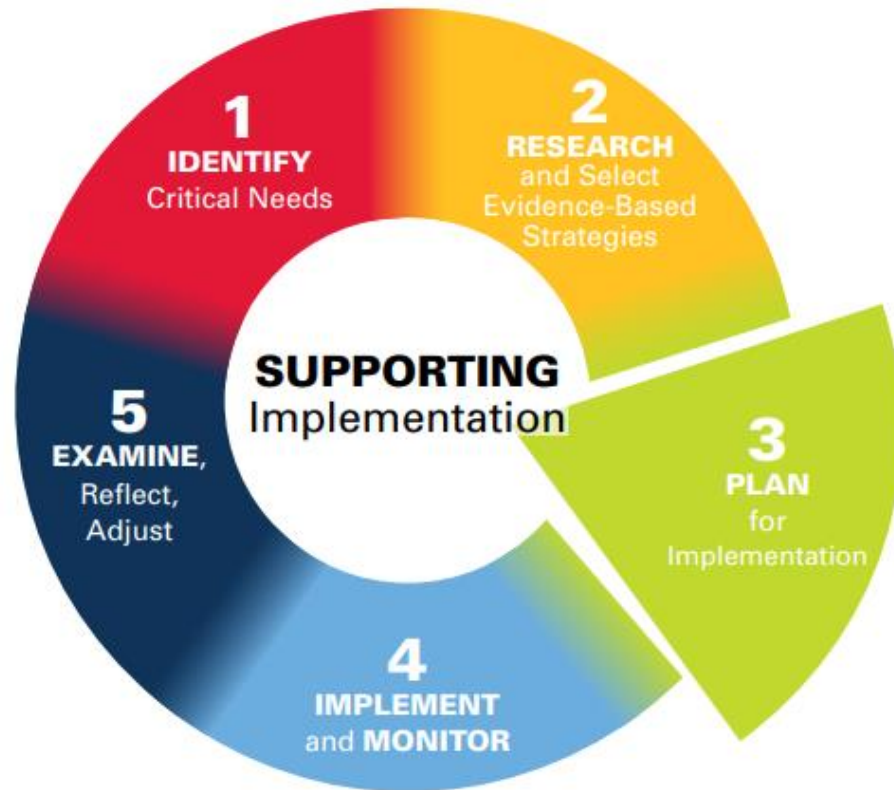 1
IDENTIFY
Critical Needs
2
RESEARCH
and Select
Evidence-Based
Strategies
SUPPORTING
Implementation
3
PLAN
for
Implementation
4
IMPLEMENT
and MONITOR
5
EXAMINE,
Reflect,
Adjust